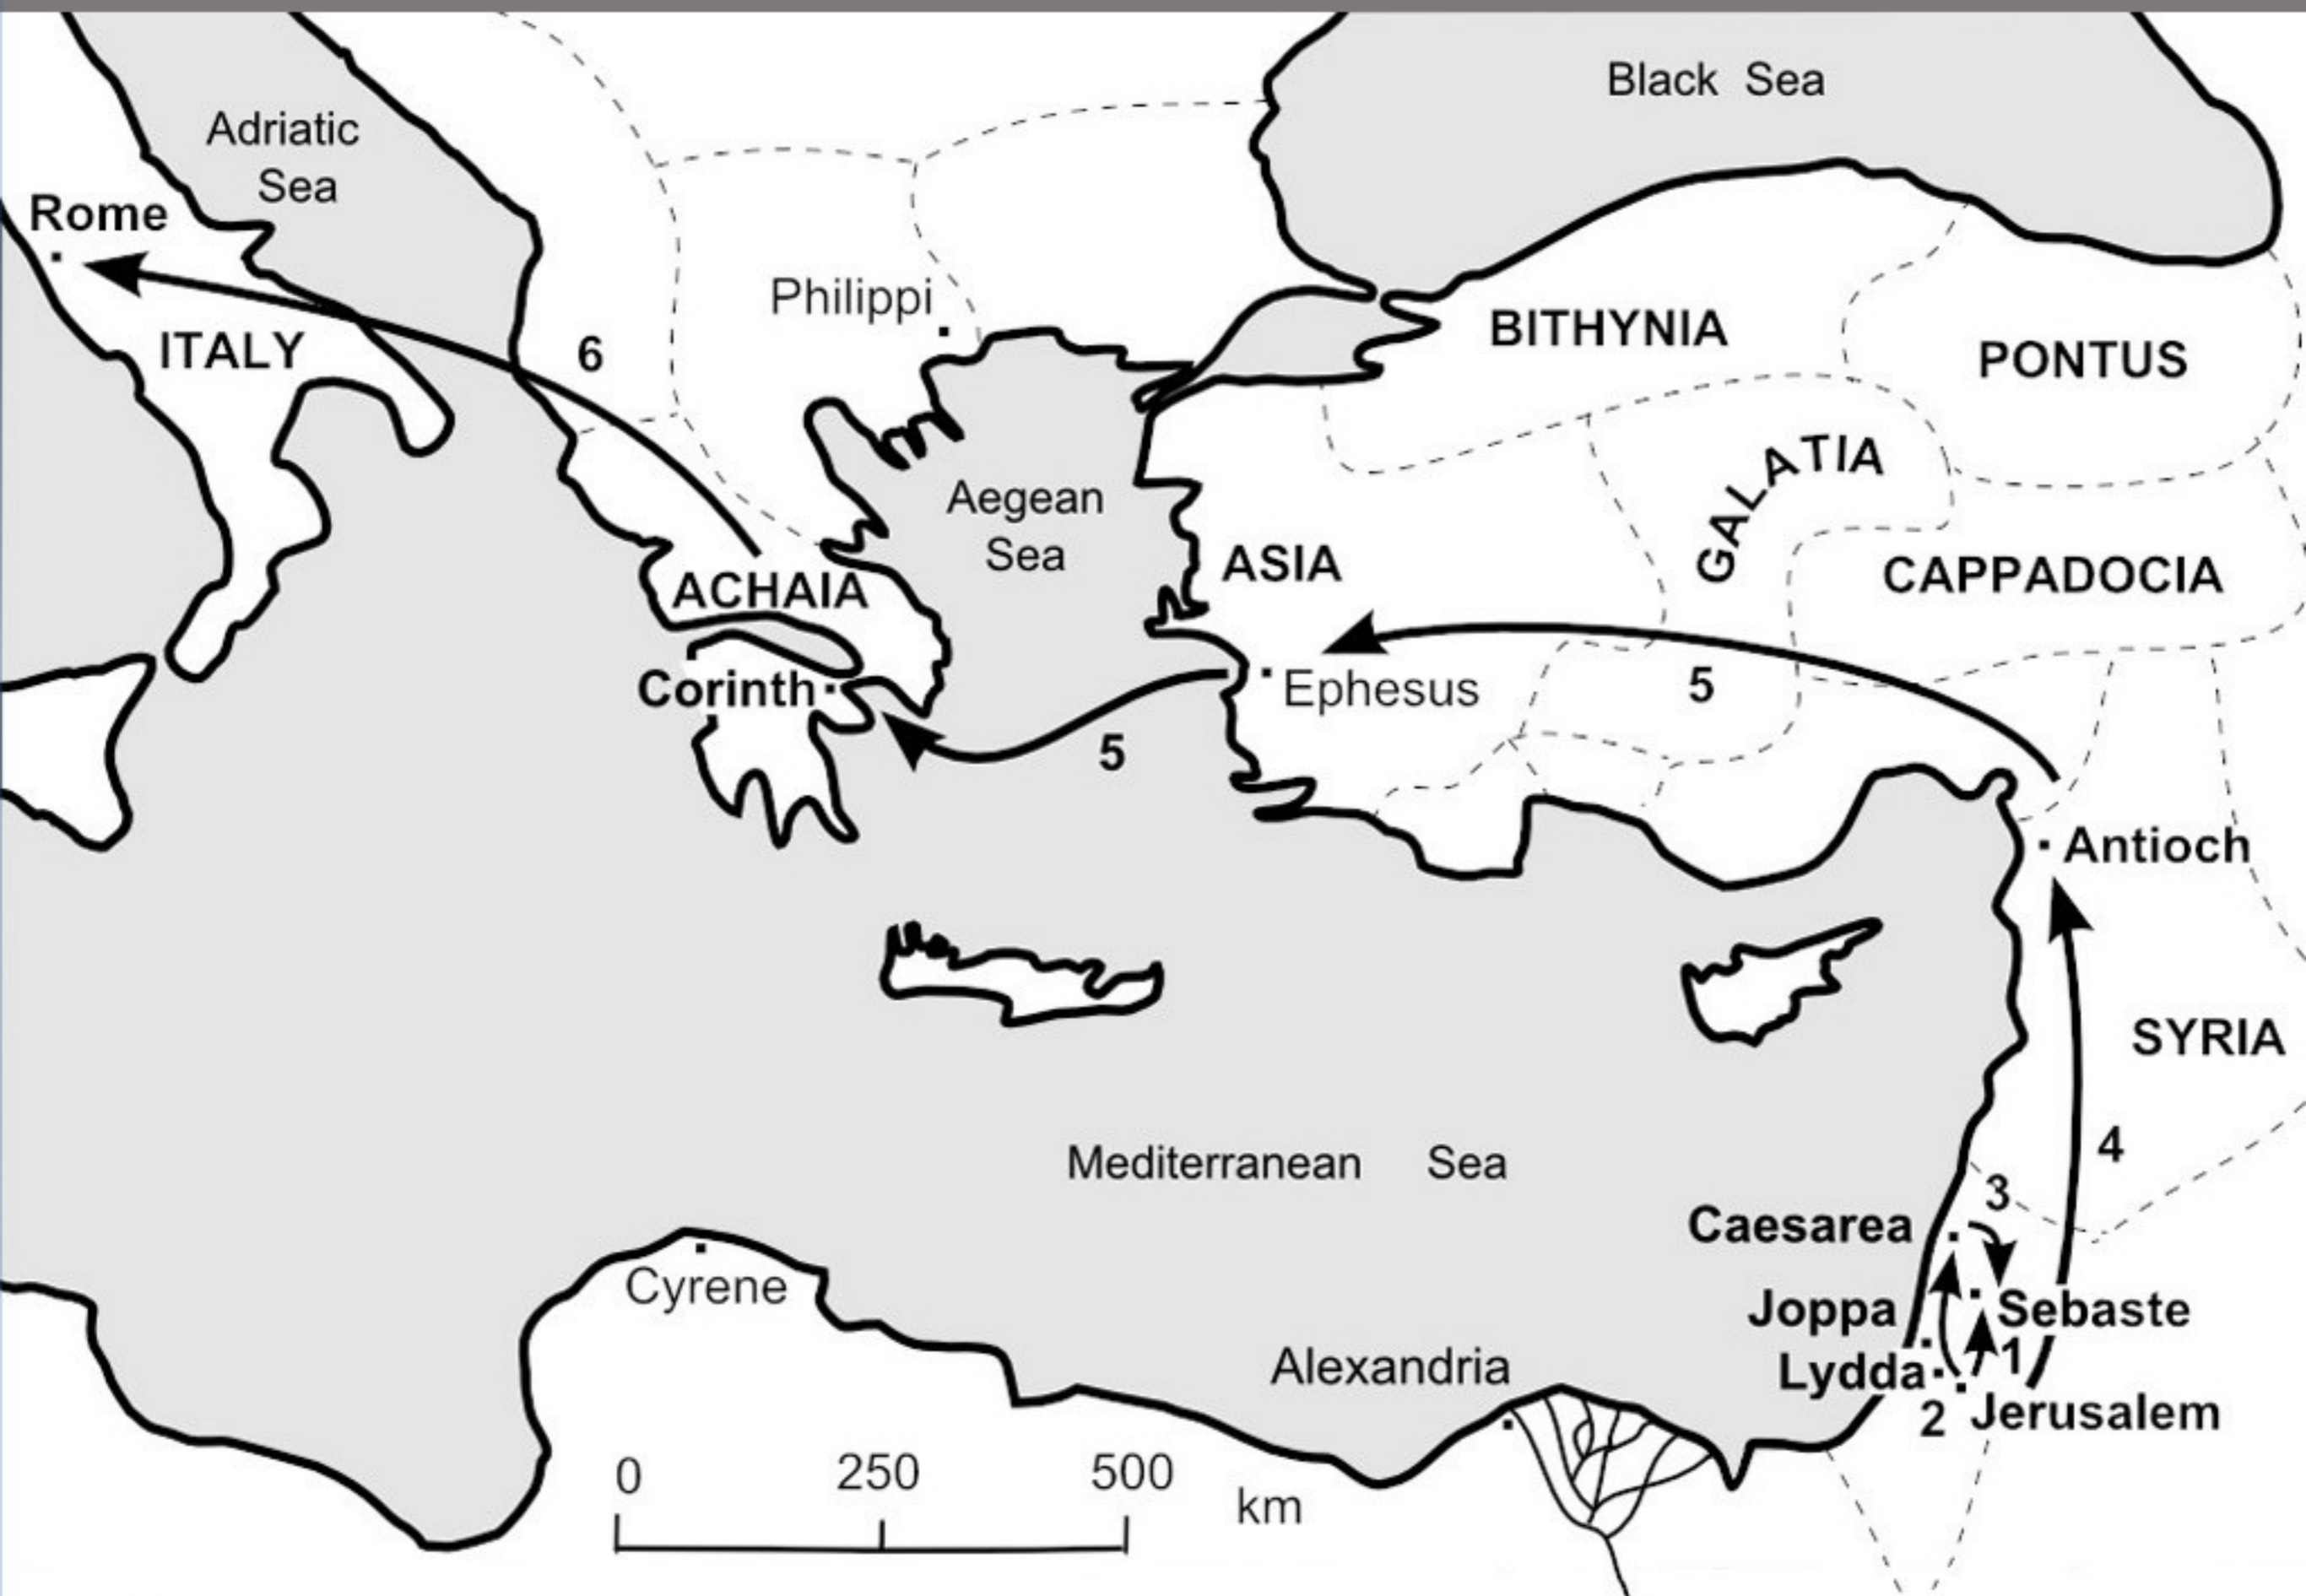 Black Sea
Adriatic
Sea
Rome
Philippi
BITHYNIA
ITALY
6
PONTUS
GALATIA
Aegean
Sea
ASIA
ACHAIA
CAPPADOCIA
Corinth
Ephesus
5
5
Antioch
SYRIA
4
Mediterranean Sea
3
Caesarea
Cyrene
Joppa
Sebaste
1
Alexandria
Lydda
2
Jerusalem
0 250 500
km